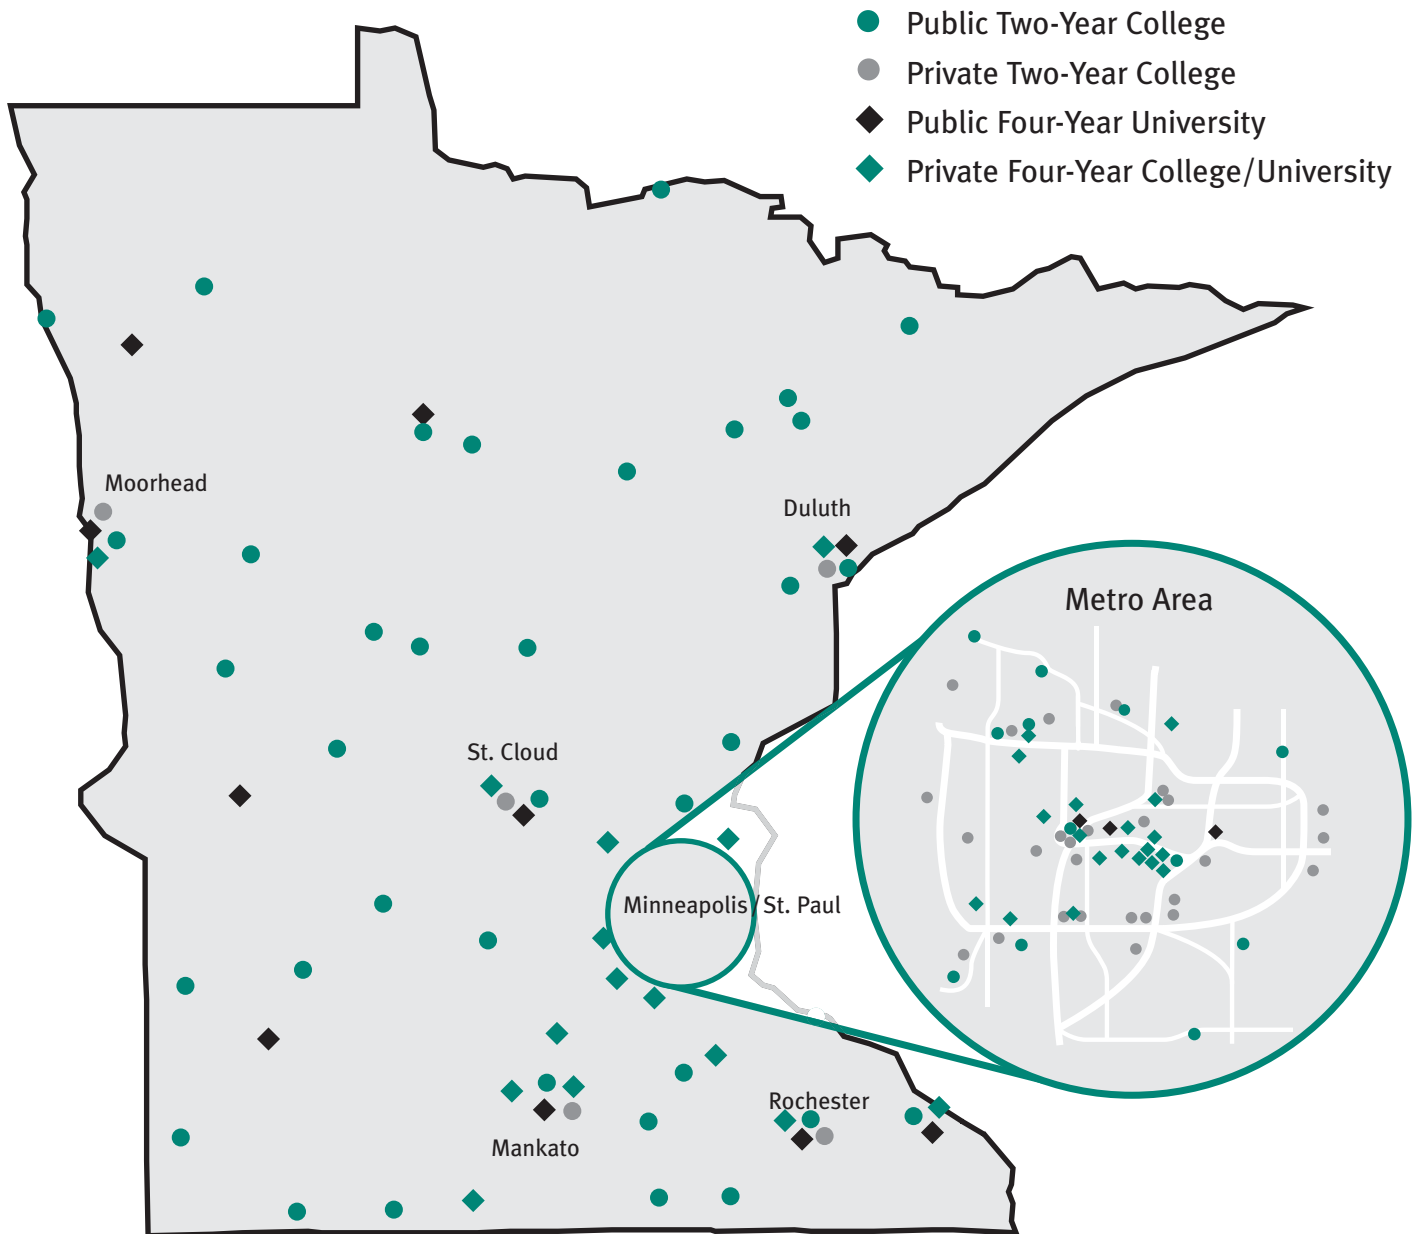 Public Two-Year College
Private Two-Year College
Public Four-Year University
Private Four-Year College/University
Moorhead
Duluth
Metro Area
St. Cloud
Minneapolis/St. Paul
Rochester
Mankato